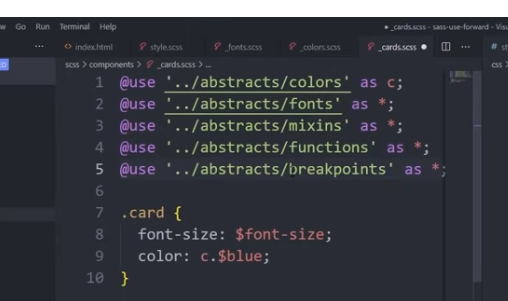 w Go Run Terminal Help
● _cards.scss - sass-use-forward - Visu
... index.html style.scss _fonts.scss _colors.scss _cards.scss ● ... # st
scss > components > _cards.scss > ...
css >
1 @use '../abstracts/colors' as c;
2 @use '../abstracts/fonts' as *;
3 @use '../abstracts/mixins' as *;
4 @use '../abstracts/functions' as *;
5 @use '../abstracts/breakpoints' as *;
6
7 .card {
8 font-size: $font-size;
9 color: c.$blue;
10 }